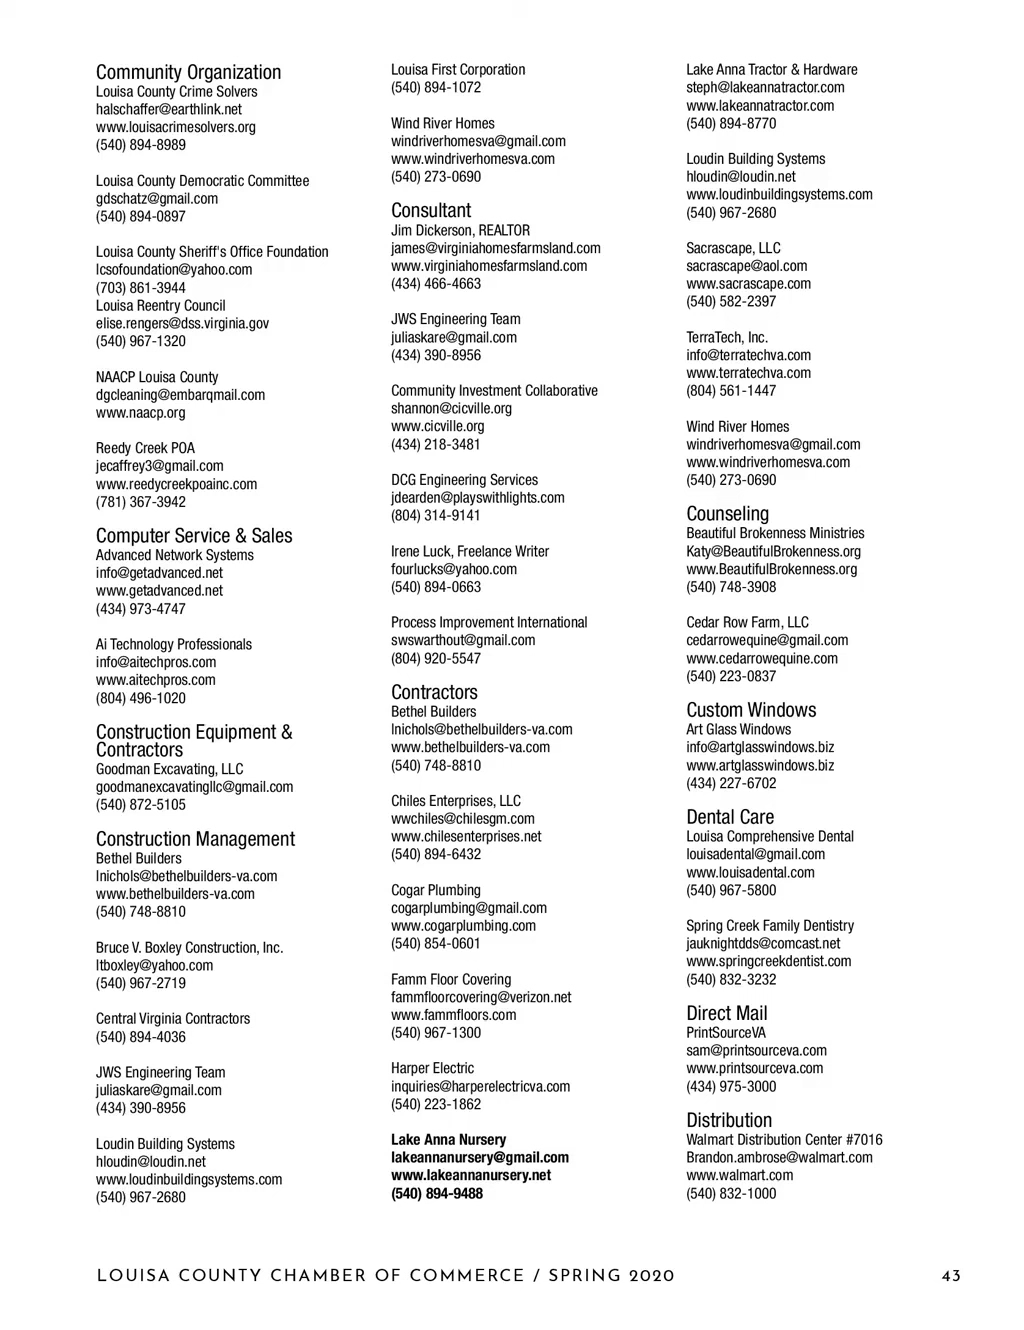 Community Organization
Louisa County Crime Solvers
halschaffer@earthlink.net
www.louisacrimesolvers.org
(540) 894-8989
Louisa County Democratic Committee
gdschatz@gmail.com
(540) 894-0897
Louisa County Sheriff's Office Foundation
lcsofoundation@yahoo.com
(703) 861-3944
Louisa Reentry Council
elise.rengers@dss.virginia.gov
(540) 967-1320
NAACP Louisa County
dgcleaning@embarqmail.com
www.naacp.org
Reedy Creek POA
jecaffrey3@gmail.com
www.reedycreekpoainc.com
(781) 367-3942
Computer Service & Sales
Advanced Network Systems
info@getadvanced.net
www.getadvanced.net
(434) 973-4747
Ai Technology Professionals
info@aitechpros.com
www.aitechpros.com
(804) 496-1020
Construction Equipment &
Contractors
Goodman Excavating, LLC
goodmanexcavatingllc@gmail.com
(540) 872-5105
Construction Management
Bethel Builders
lnichols@bethelbuilders-va.com
www.bethelbuilders-va.com
(540) 748-8810
Bruce V. Boxley Construction, Inc.
ltboxley@yahoo.com
(540) 967-2719
Central Virginia Contractors
(540) 894-4036
JWS Engineering Team
juliaskare@gmail.com
(434) 390-8956
Loudin Building Systems
hloudin@loudin.net
www.loudinbuildingsystems.com
(540) 967-2680
Louisa First Corporation
(540) 894-1072
Wind River Homes
windriverhomesva@gmail.com
www.windriverhomesva.com
(540) 273-0690
Consultant
Jim Dickerson, REALTOR
james@virginiahomesfarmsland.com
www.virginiahomesfarmsland.com
(434) 466-4663
JWS Engineering Team
juliaskare@gmail.com
(434) 390-8956
Community Investment Collaborative
shannon@cicville.org
www.cicville.org
(434) 218-3481
DCG Engineering Services
jdearden@playswithlights.com
(804) 314-9141
Irene Luck, Freelance Writer
fourlucks@yahoo.com
(540) 894-0663
Process Improvement International
swswarthout@gmail.com
(804) 920-5547
Contractors
Bethel Builders
lnichols@bethelbuilders-va.com
www.bethelbuilders-va.com
(540) 748-8810
Chiles Enterprises, LLC
wwchiles@chilesgm.com
www.chilesenterprises.net
(540) 894-6432
Cogar Plumbing
cogarplumbing@gmail.com
www.cogarplumbing.com
(540) 854-0601
Famm Floor Covering
fammfloorcovering@verizon.net
www.fammfloors.com
(540) 967-1300
Harper Electric
inquiries@harperelectricva.com
(540) 223-1862
Lake Anna Nursery
lakeannanursery@gmail.com
www.lakeannanursery.net
(540) 894-9488
Lake Anna Tractor & Hardware
steph@lakeannatractor.com
www.lakeannatractor.com
(540) 894-8770
Loudin Building Systems
hloudin@loudin.net
www.loudinbuildingsystems.com
(540) 967-2680
Sacrascape, LLC
sacrascape@aol.com
www.sacrascape.com
(540) 582-2397
TerraTech, Inc.
info@terratechva.com
www.terratechva.com
(804) 561-1447
Wind River Homes
windriverhomesva@gmail.com
www.windriverhomesva.com
(540) 273-0690
Counseling
Beautiful Brokenness Ministries
Katy@BeautifulBrokenness.org
www.BeautifulBrokenness.org
(540) 748-3908
Cedar Row Farm, LLC
cedarrowequine@gmail.com
www.cedarrowequine.com
(540) 223-0837
Custom Windows
Art Glass Windows
info@artglasswindows.biz
www.artglasswindows.biz
(434) 227-6702
Dental Care
Louisa Comprehensive Dental
louisadental@gmail.com
www.louisadental.com
(540) 967-5800
Spring Creek Family Dentistry
jauknightdds@comcast.net
www.springcreekdentist.com
(540) 832-3232
Direct Mail
PrintSourceVA
sam@printsourceva.com
www.printsourceva.com
(434) 975-3000
Distribution
Walmart Distribution Center #7016
Brandon.ambrose@walmart.com
www.walmart.com
(540) 832-1000
LOUISA COUNTY CHAMBER OF COMMERCE / SPRING 2020
43